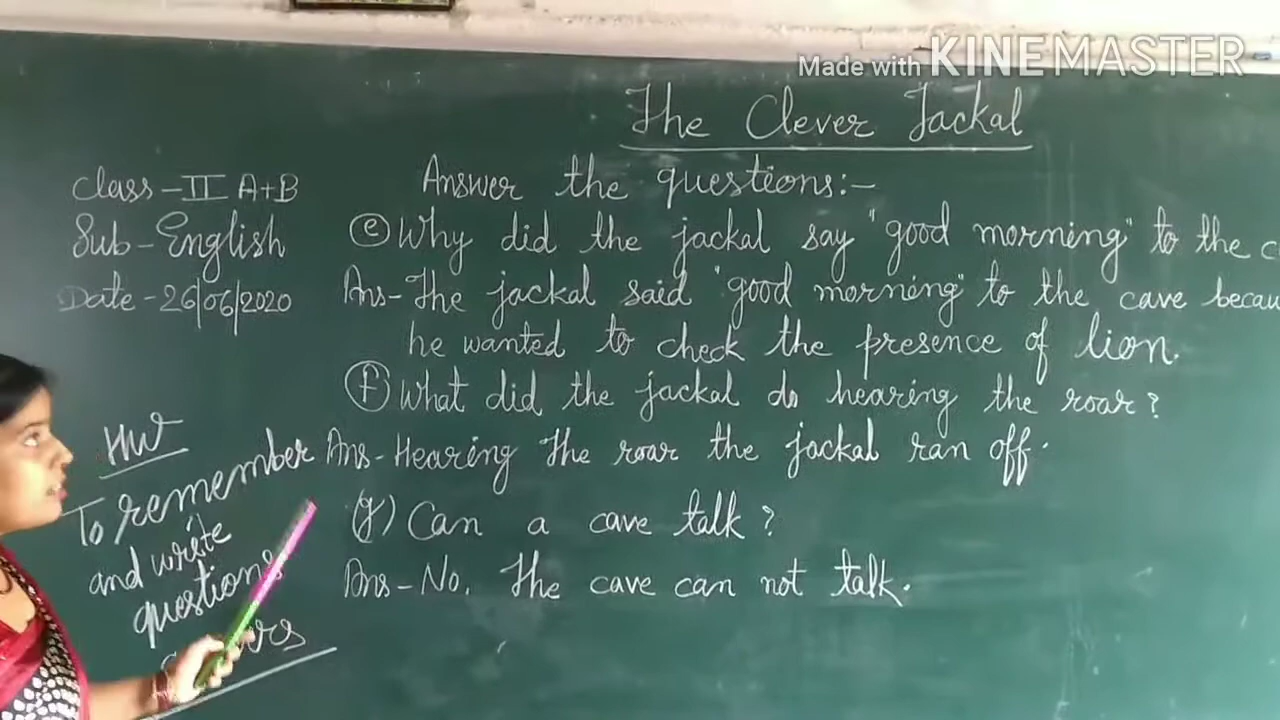 Made with KINEMASTER
The Clever Jackal
Class - II A+B
Sub - English
Date - 26/06/2020
Answer the questions:-
(e) Why did the jackal say "good morning" to the
Ans - The jackal said "good morning" to the cave becau
he wanted to check the presence of lion.
(f) What did the jackal do hearing the roar?
Ans - Hearing the roar the jackal ran off.
(g) Can a cave talk?
Ans - No. The cave can not talk.
HW
To remember
and write
questions